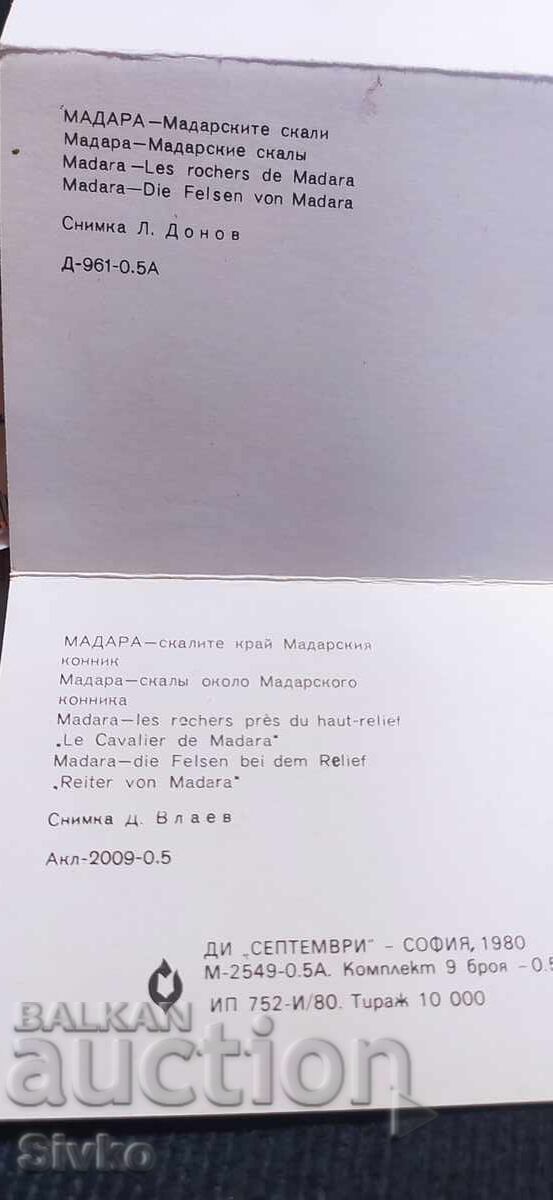 МАДАРА—Мадарските скали
Мадара—Мадарские скалы
Madara—Les rochers de Madara
Madara—Die Felsen von Madara
Снимка Л. Донов
Д-961-0.5А
МАДАРА—скалите край Мадарския
конник
Мадара—скалы около Мадарского
конника
Madara—les rochers près du haut-relief
„Le Cavalier de Madara"
Madara—die Felsen bei dem Relief
„Reiter von Madara"
Снимка Д. Влаев
Акл-2009-0.5
ДИ „СЕПТЕМВРИ" - СОФИЯ, 1980
М-2549-0.5А. Комплект 9 броя -0.5
ИП 752-И/80. Тираж 10 000
BALKAN
auction
Sivko